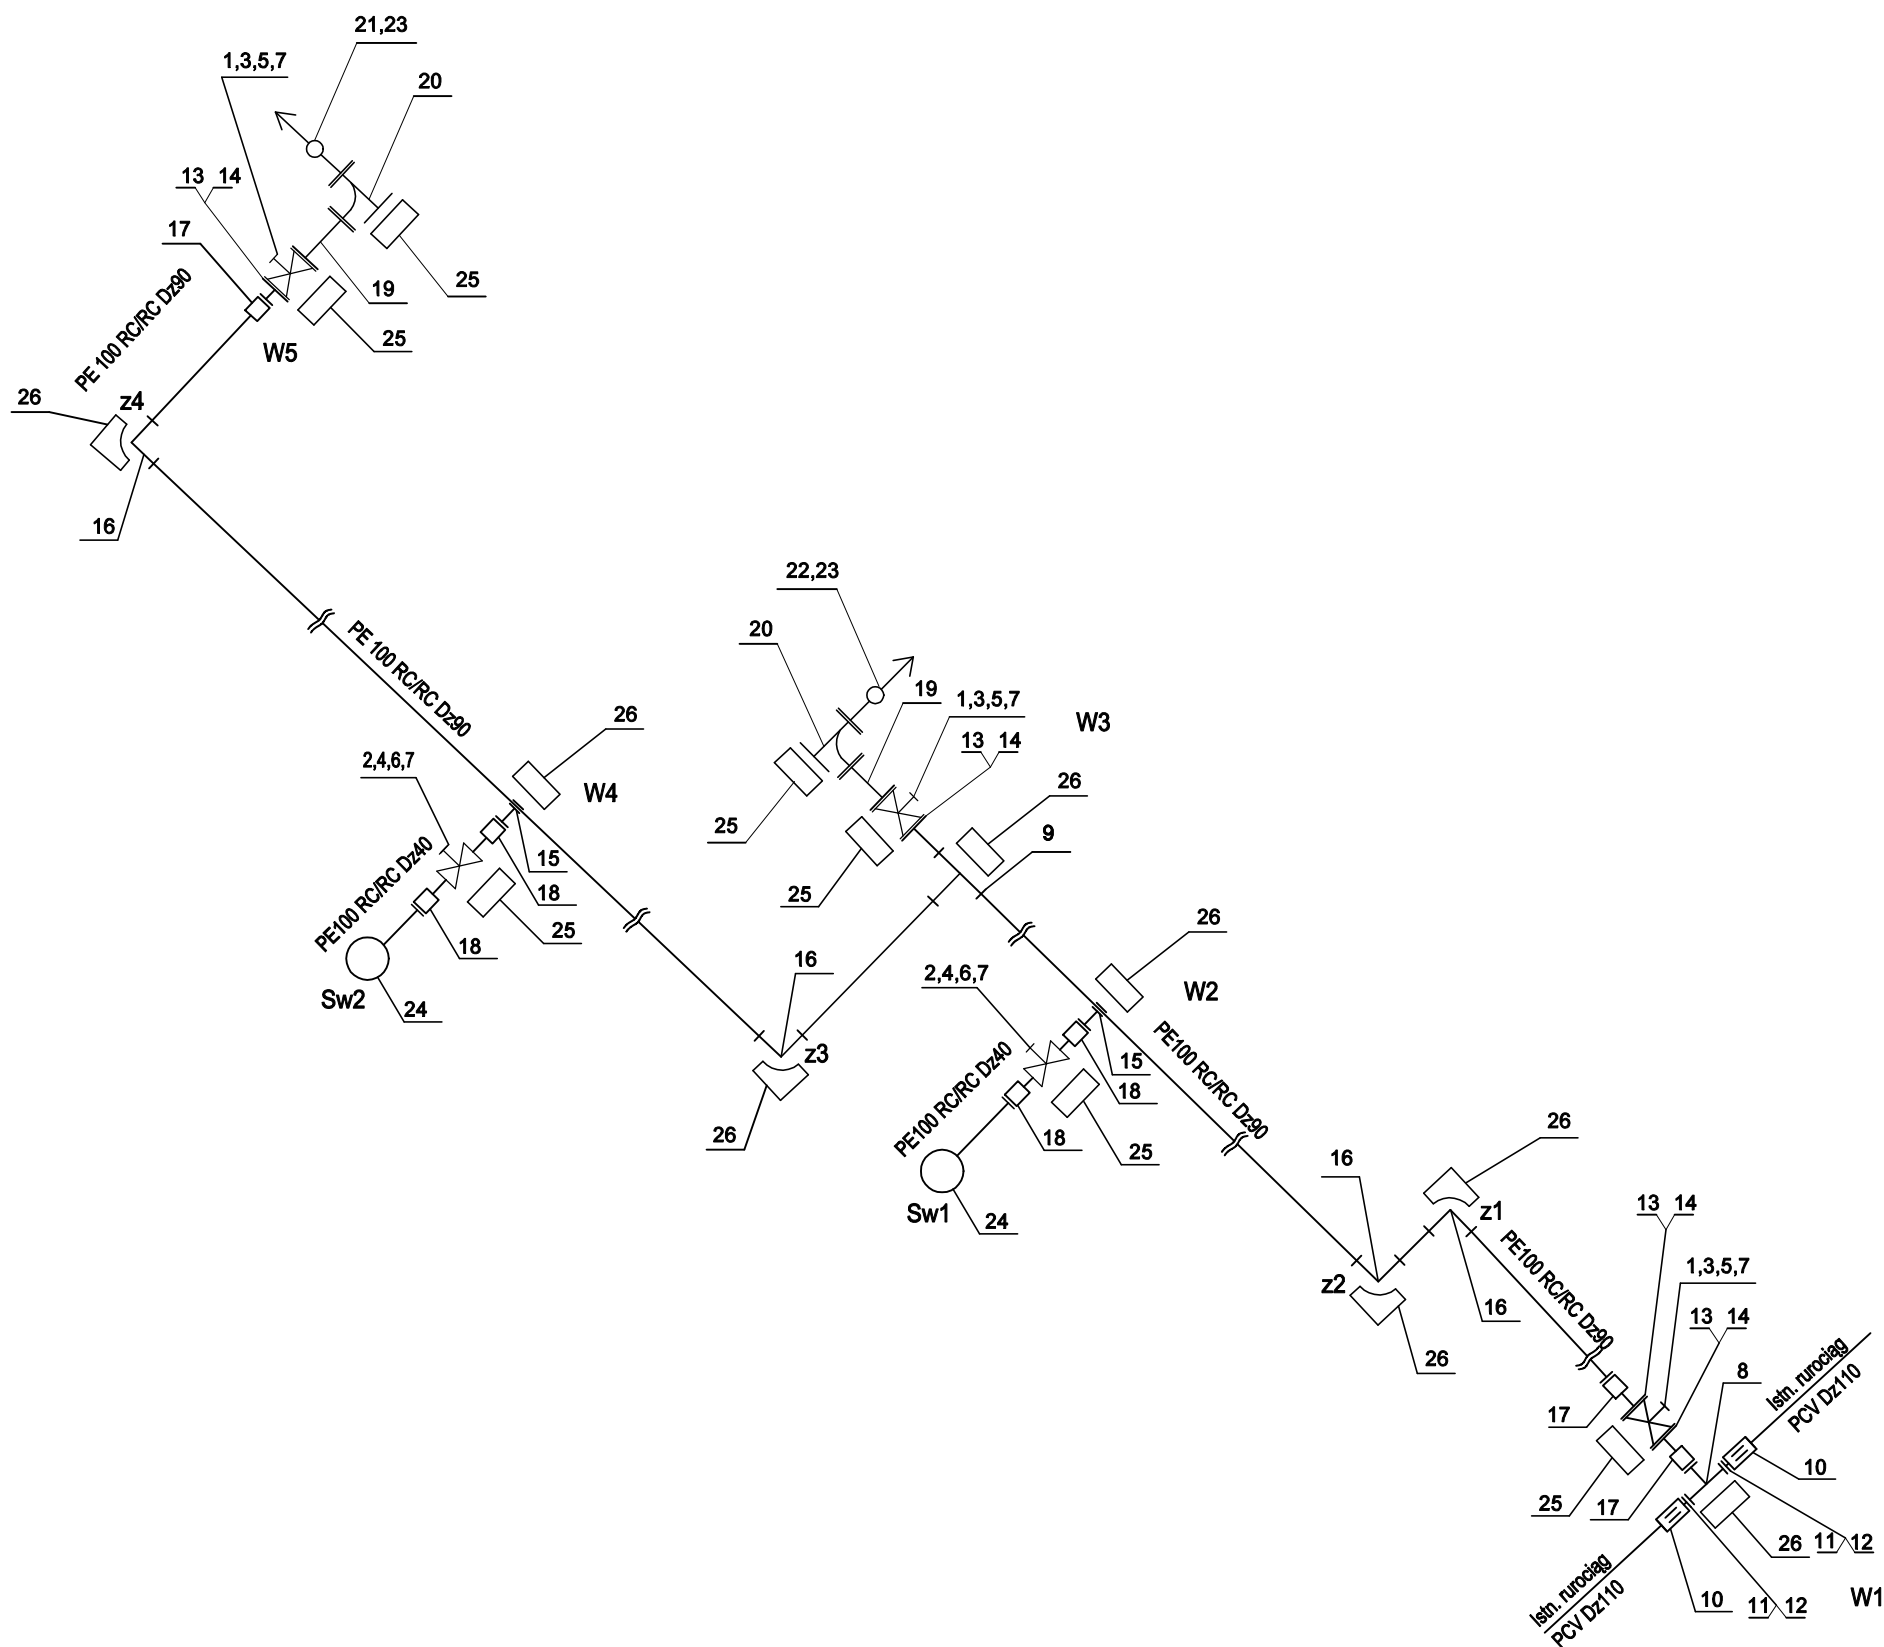 21,23
1,3,5,7
20
13 14
17
25
19
25
PE 100 RC/RC Dz90
W5
26
z4
16
22,23
20
PE 100 RC/RC Dz90
19
1,3,5,7
W3
13 14
26
2,4,6,7
W4
26
25
9
15
PE100 RC/RC Dz40
18
25
26
25
18
16
2,4,6,7
W2
Sw2
24
z3
PE100 RC/RC Dz90
15
PE100 RC/RC Dz40
18
26
18
25
26
16
Sw1
24
z1
13 14
PE100 RC/RC Dz90
1,3,5,7
z2
16
13 14
26
8
Istn. rurociąg
PCV Dz110
17
10
25
17
26
11 12
Istn. rurociąg
PCV Dz110
10
11 12
W1